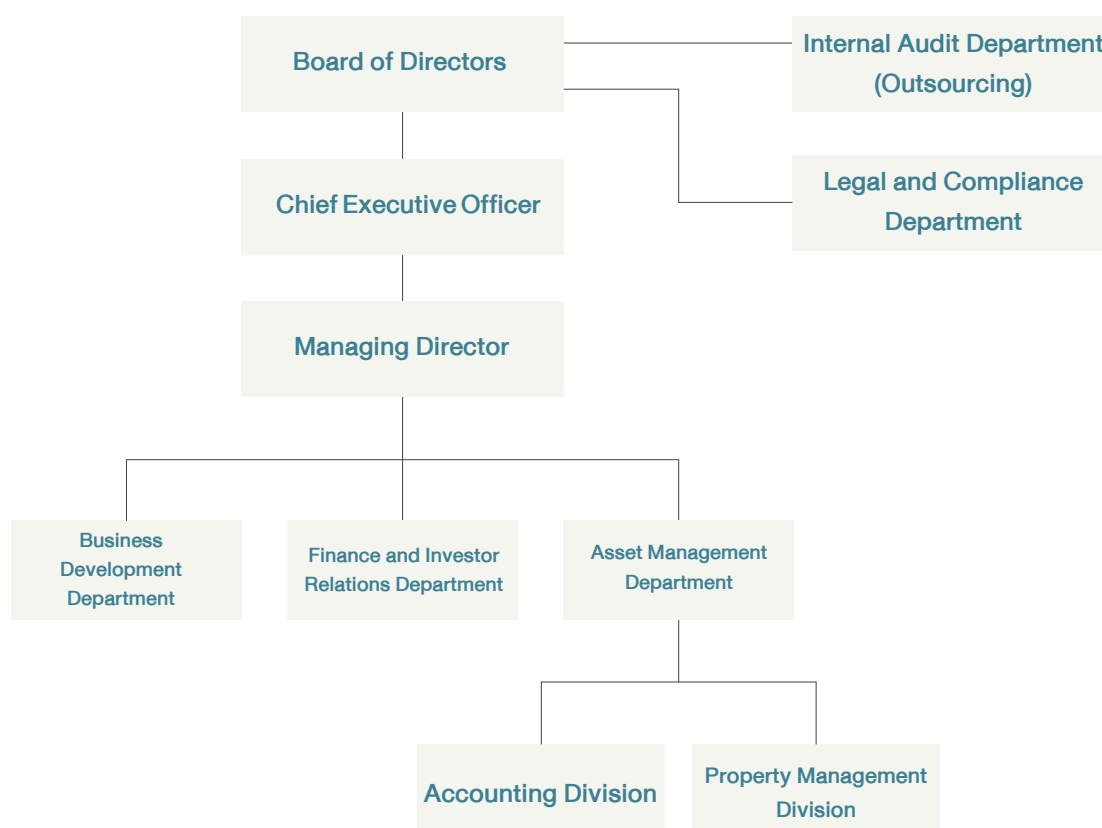 Board of Directors
Internal Audit Department
(Outsourcing)
Chief Executive Officer
Legal and Compliance
Department
Managing Director
Business
Development
Department
Finance and Investor
Relations Department
Asset Management
Department
Accounting Division
Property Management
Division